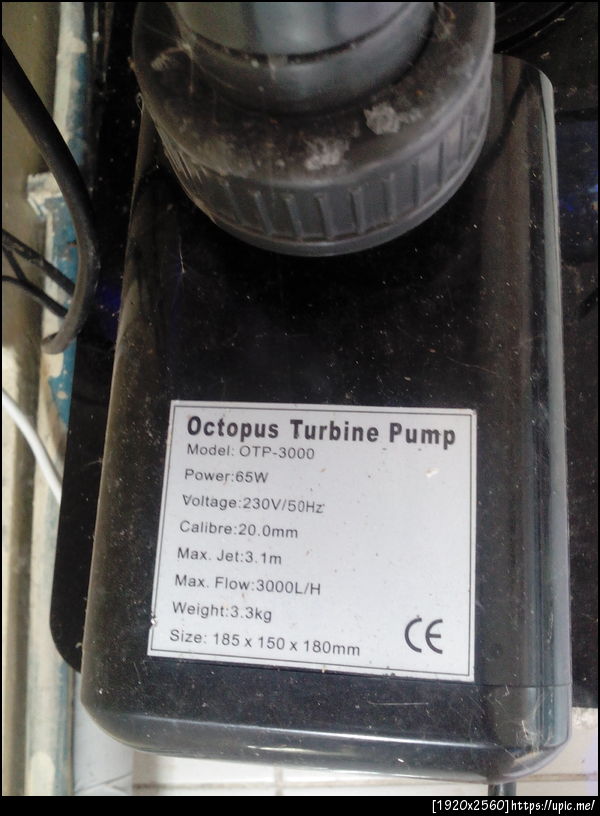 Octopus Turbine Pump
Model: OTP-3000
Power:65W
Voltage:230V/50Hz
Calibre:20.0mm
Max. Jet:3.1m
Max. Flow:3000L/H
Weight:3.3kg
Size: 185 x 150 x 180mm
CE
[1920x2560]https://upic.me/